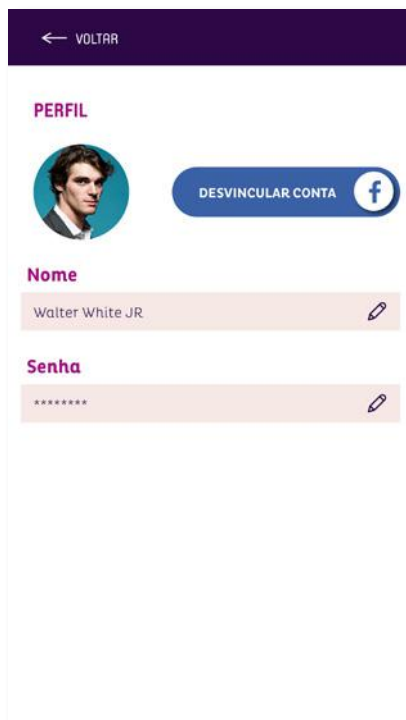 VOLTAR
PERFIL
DESVINCULAR CONTA
Nome
Walter White JR
Senha
********